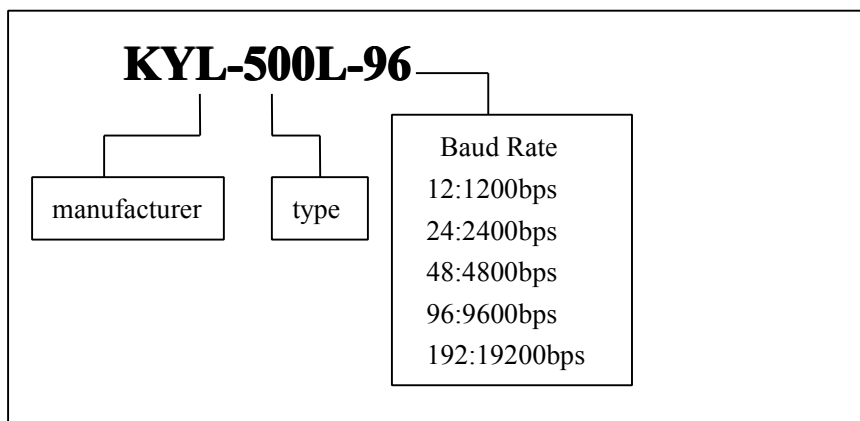 KYL-500L-96
manufacturer
type
Baud Rate
12:1200bps
24:2400bps
48:4800bps
96:9600bps
192:19200bps